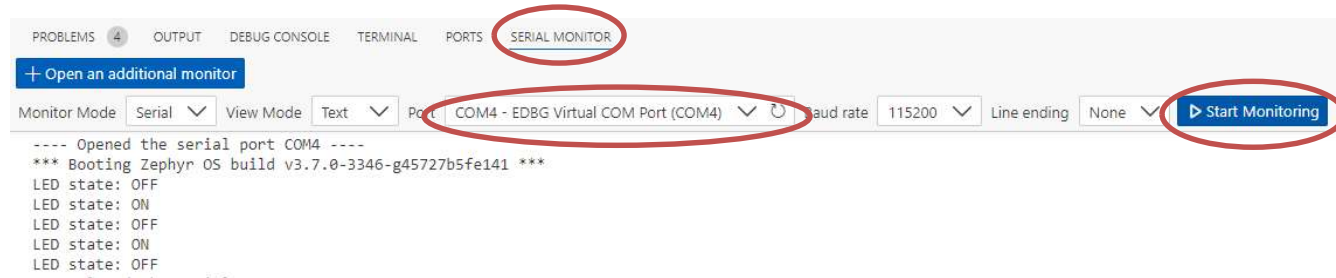 PROBLEMS 4 OUTPUT DEBUG CONSOLE TERMINAL PORTS SERIAL MONITOR
+ Open an additional monitor
Monitor Mode Serial View Mode Text Port COM4 - EDBG Virtual COM Port (COM4) Baud rate 115200 Line ending None Start Monitoring
---- Opened the serial port COM4 ----
*** Booting Zephyr OS build v3.7.0-3346-g45727b5fe141 ***
LED state: OFF
LED state: ON
LED state: OFF
LED state: ON
LED state: OFF